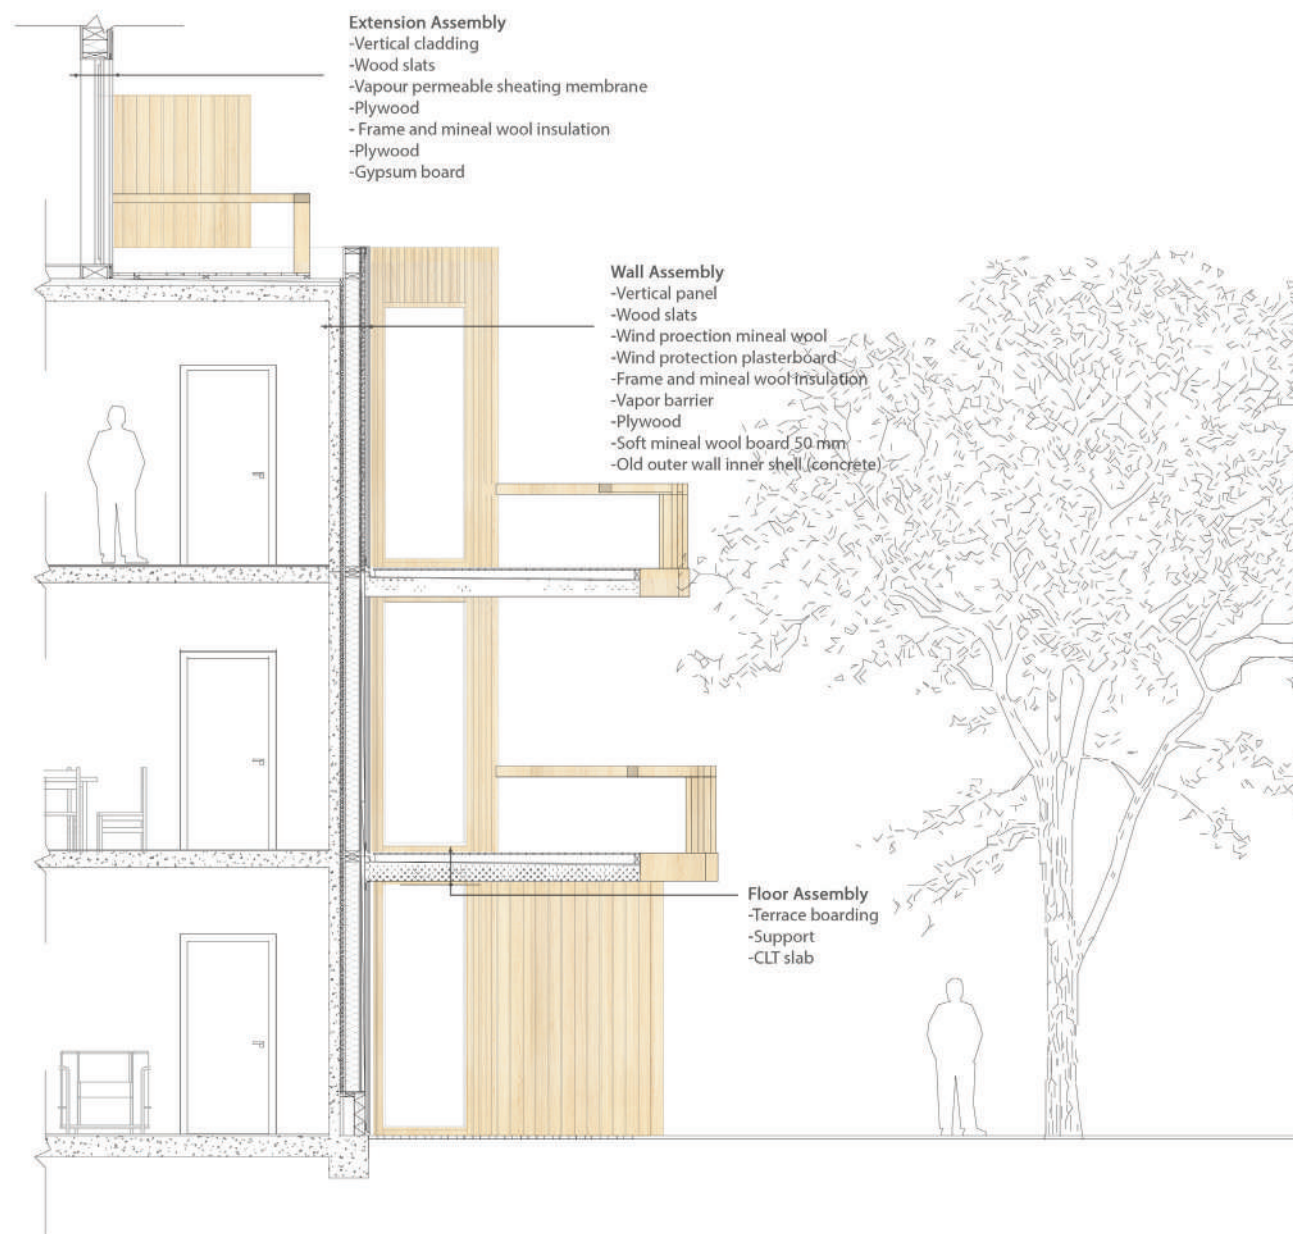 Extension Assembly
-Vertical cladding
-Wood slats
-Vapour permeable sheating membrane
-Plywood
- Frame and mineal wool insulation
-Plywood
-Gypsum board
Wall Assembly
-Vertical panel
-Wood slats
-Wind proection mineal wool
-Wind protection plasterboard
-Frame and mineal wool insulation
-Vapor barrier
-Plywood
-Soft mineal wool board 50 mm
-Old outer wall inner shell (concrete)
Floor Assembly
-Terrace boarding
-Support
-CLT slab